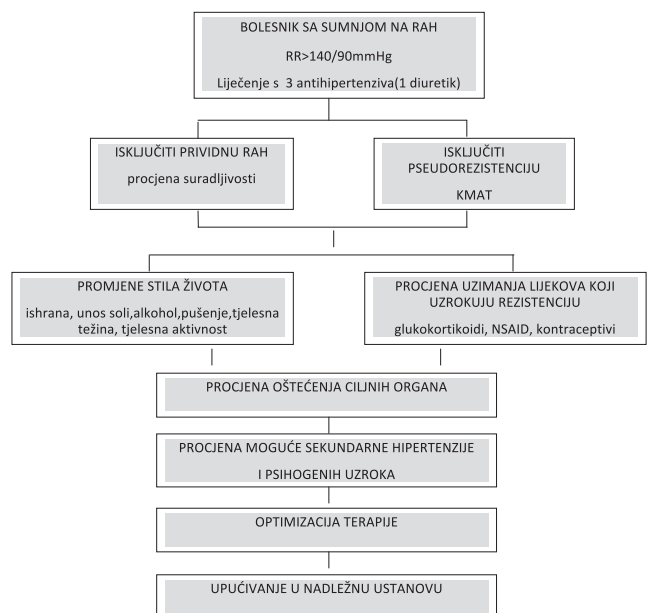 BOLESNIK SA SUMNJOM NA RAH
RR>140/90mmHg
Liječenje s 3 antihipertenziva(1 diuretik)
ISKLJUČITI PRIVIDNU RAH
procjena suradljivosti
ISKLJUČITI
PSEUDOREZISTENCIJU
KMAT
PROMJENE STILA ŽIVOTA
ishrana, unos soli,alkohol,pušenje,tjelesna
težina, tjelesna aktivnost
PROCJENA UZIMANJA LIJEKOVA KOJI
UZROKUJU REZISTENCIJU
glukokortikoidi, NSAID, kontraceptivi
PROCJENA OŠTEĆENJA CILJNIH ORGANA
PROCJENA MOGUĆE SEKUNDARNE HIPERTENZIJE
I PSIHOGENIH UZROKA
OPTIMIZACIJA TERAPIJE
UPUĆIVANJE U NADLEŽNU USTANOVU